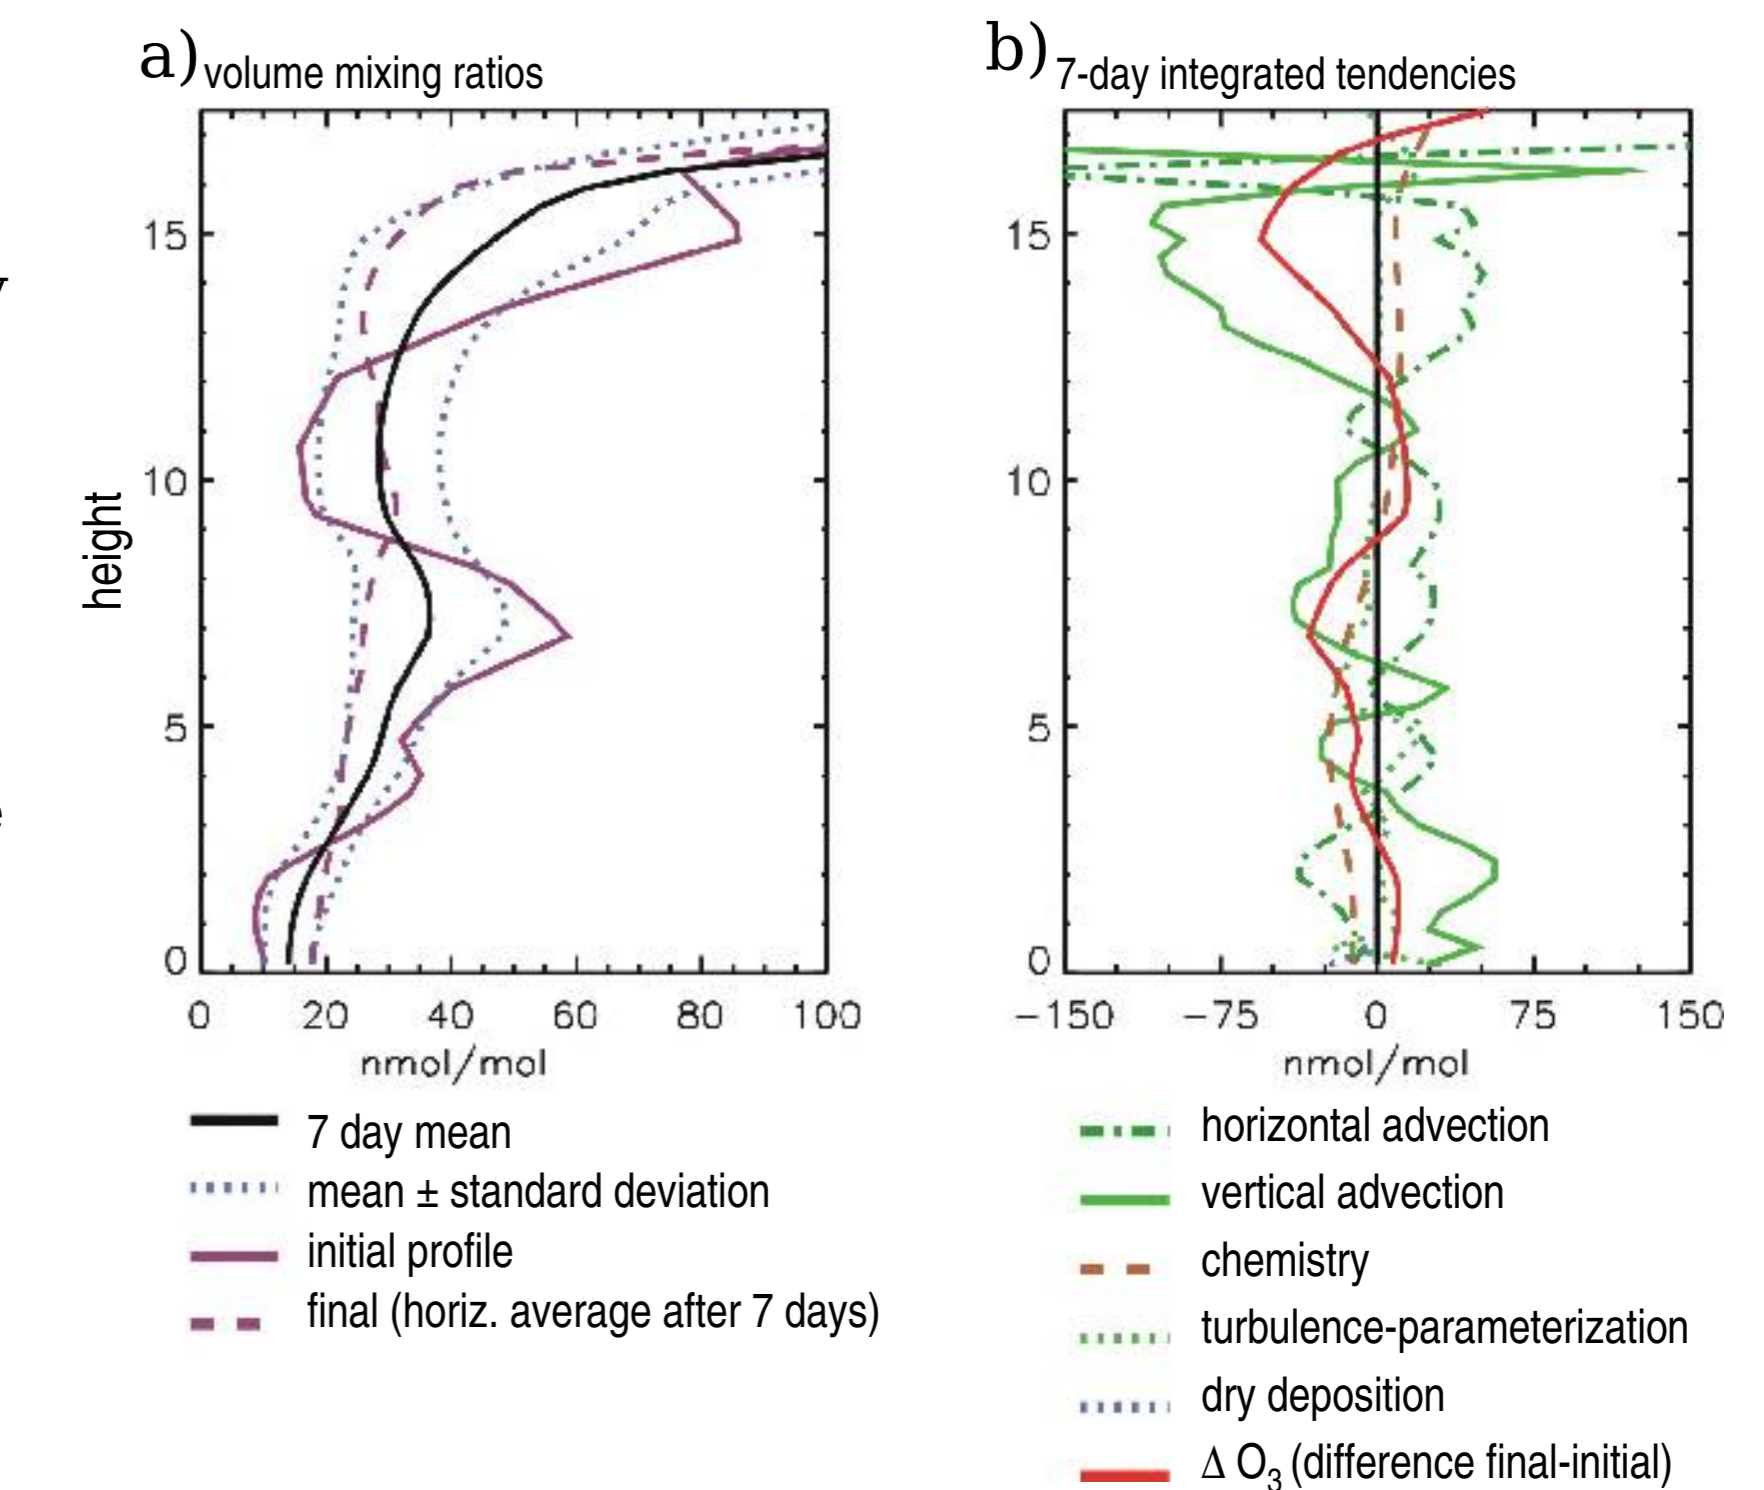 a) volume mixing ratios
b) 7-day integrated tendencies
height
15
10
5
0
0 20 40 60 80 100
nmol/mol
15
10
5
0
−150 −75 0 75 150
nmol/mol
7 day mean
mean ± standard deviation
initial profile
final (horiz. average after 7 days)
horizontal advection
vertical advection
chemistry
turbulence-parameterization
dry deposition
Δ O₃ (difference final-initial)